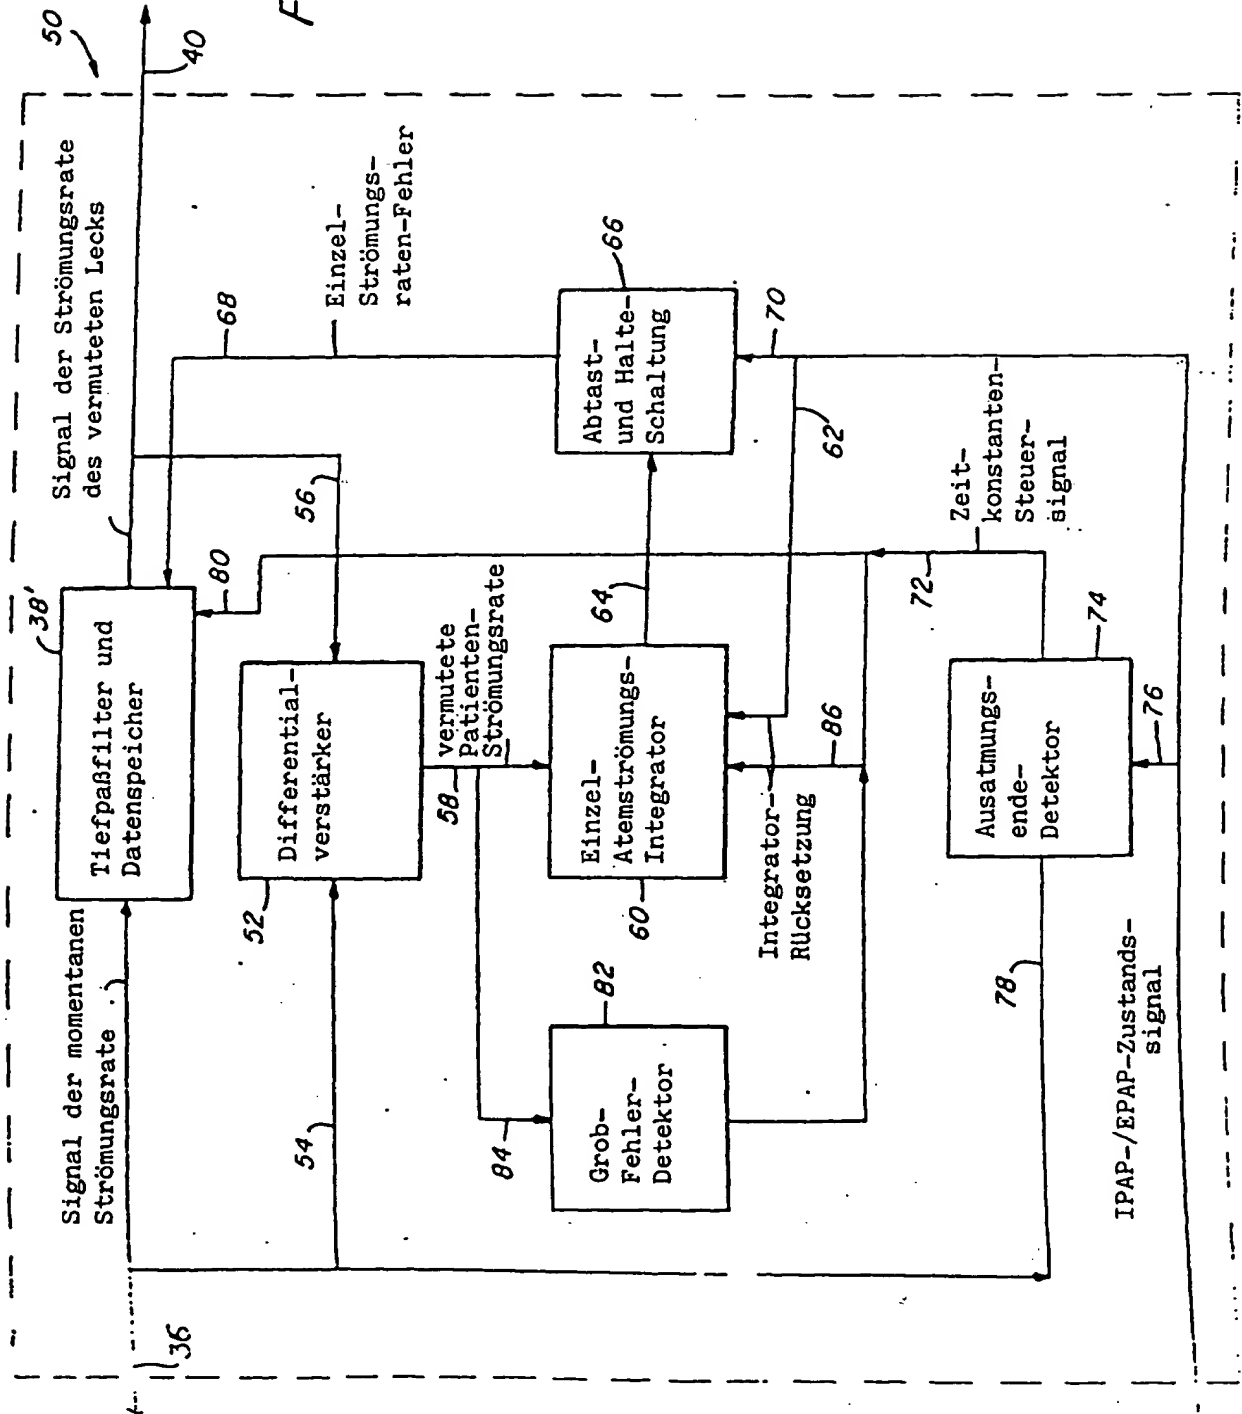 F
50
40
36
Signal der momentanen
Strömungsrate
38'
Tiefpaßfilter und
Datenspeicher
Signal der Strömungsrate
des vermuteten Lecks
54
52
Differential-
verstärker
56
80
68
Einzel-
Strömungs-
raten-Fehler
58
vermutete
Patienten-
Strömungsrate
84
82
Grob-
Fehler-
Detektor
60
Einzel-
Atemströmungs-
Integrator
64
66
Abtast-
und Halte-
Schaltung
70
62
86
Integrator-
Rücksetzung
72
Zeit-
konstanten-
Steuer-
signal
78
74
Ausatmungs-
ende-
Detektor
76
IPAP-/EPAP-Zustands-
signal